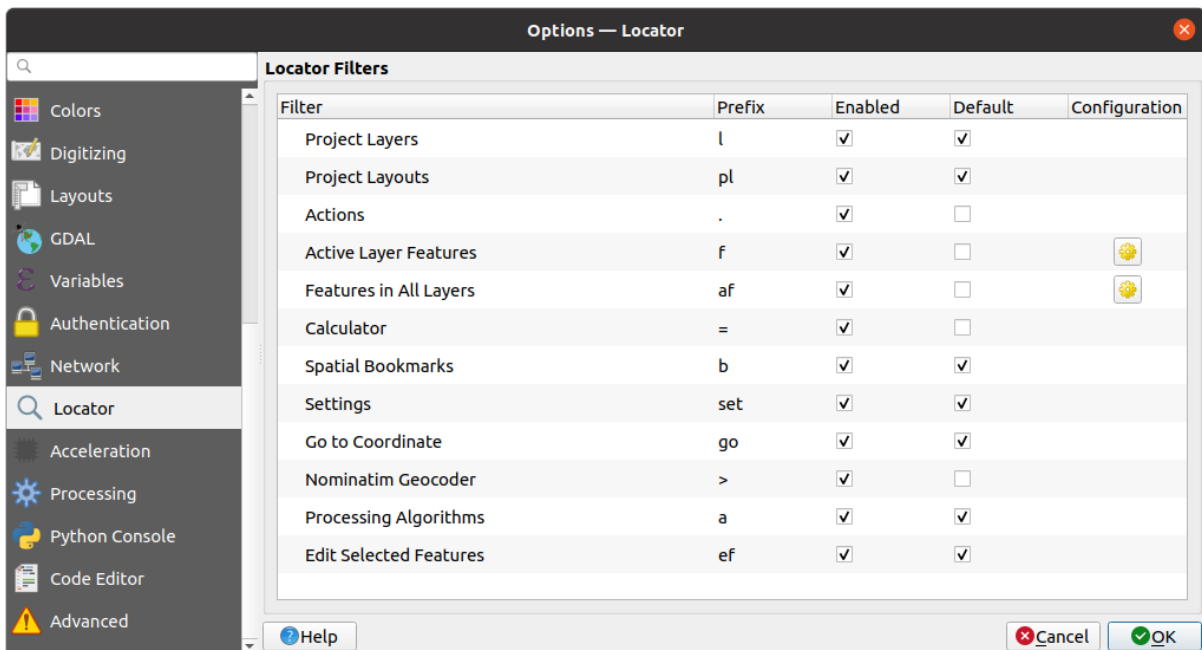 Options — Locator
Colors
Digitizing
Layouts
GDAL
Variables
Authentication
Network
Locator
Acceleration
Processing
Python Console
Code Editor
Advanced
Locator Filters
Filter Prefix Enabled Default Configuration
Project Layers l
Project Layouts pl
Actions .
Active Layer Features f
Features in All Layers af
Calculator =
Spatial Bookmarks b
Settings set
Go to Coordinate go
Nominatim Geocoder >
Processing Algorithms a
Edit Selected Features ef
Help Cancel OK